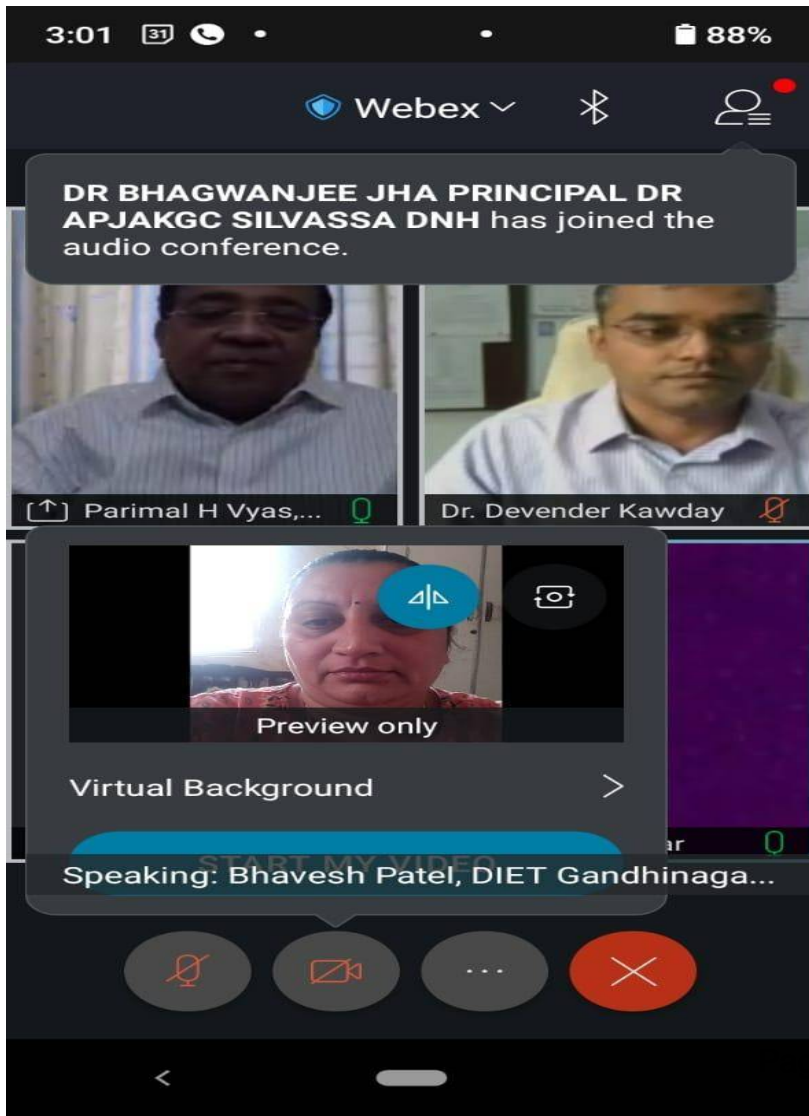 3:01
31
88%
Webex
DR BHAGWANJEE JHA PRINCIPAL DR
APJAKGC SILVASSA DNH has joined the
audio conference.
Parimal H Vyas,...
Dr. Devender Kawday
Preview only
Virtual Background
START MY VIDEO
ar
Speaking: Bhavesh Patel, DIET Gandhinaga...